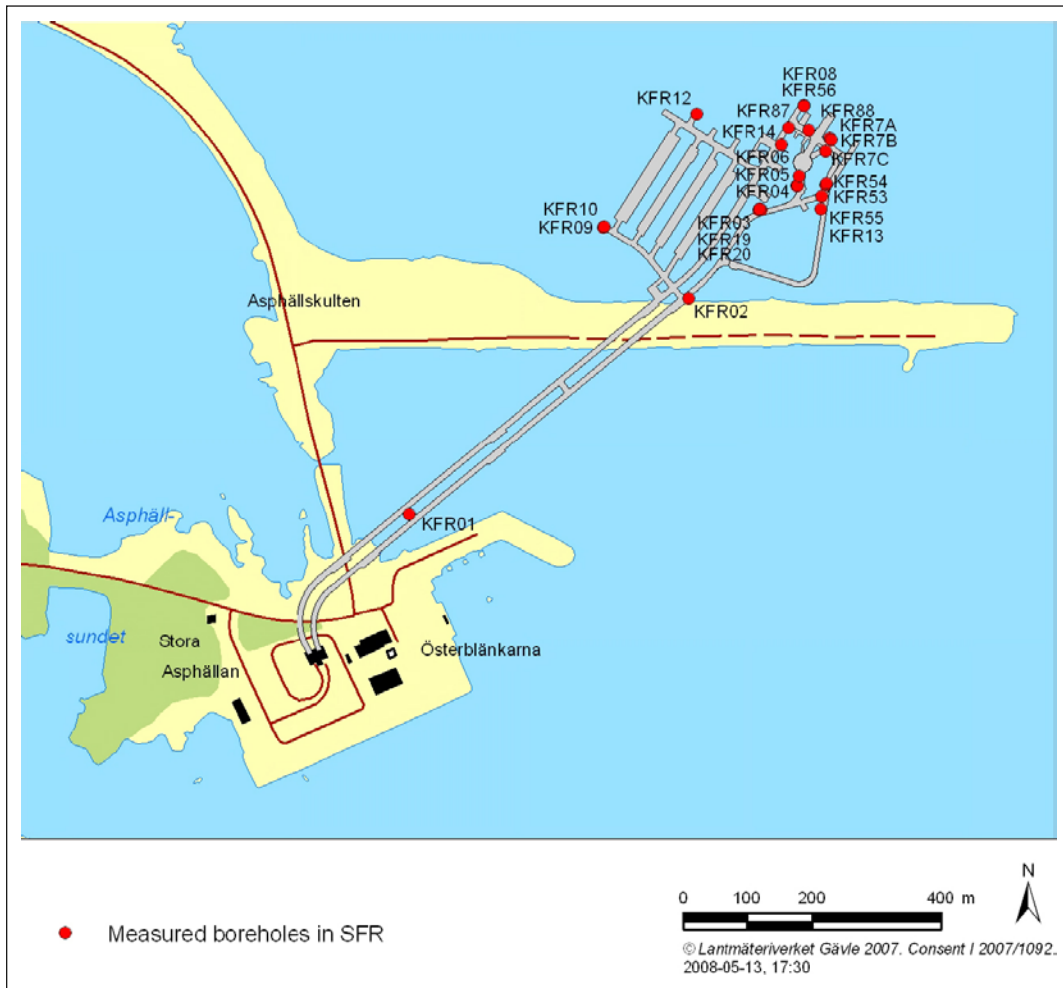 KFR08
KFR56
KFR12
KFR87
KFR88
KFR14
KFR7A
KFR7B
KFR06
KFR7C
KFR05
KFR04
KFR54
KFR53
KFR10
KFR09
KFR03
KFR55
KFR19
KFR13
KFR20
Asphällskulten
KFR02
Asphäll-
KFR01
sundet
Stora
Asphällan
Österblänkarna
N
0 100 200 400 m
Measured boreholes in SFR
© Lantmäteriverket Gävle 2007. Consent I 2007/1092.
2008-05-13, 17:30